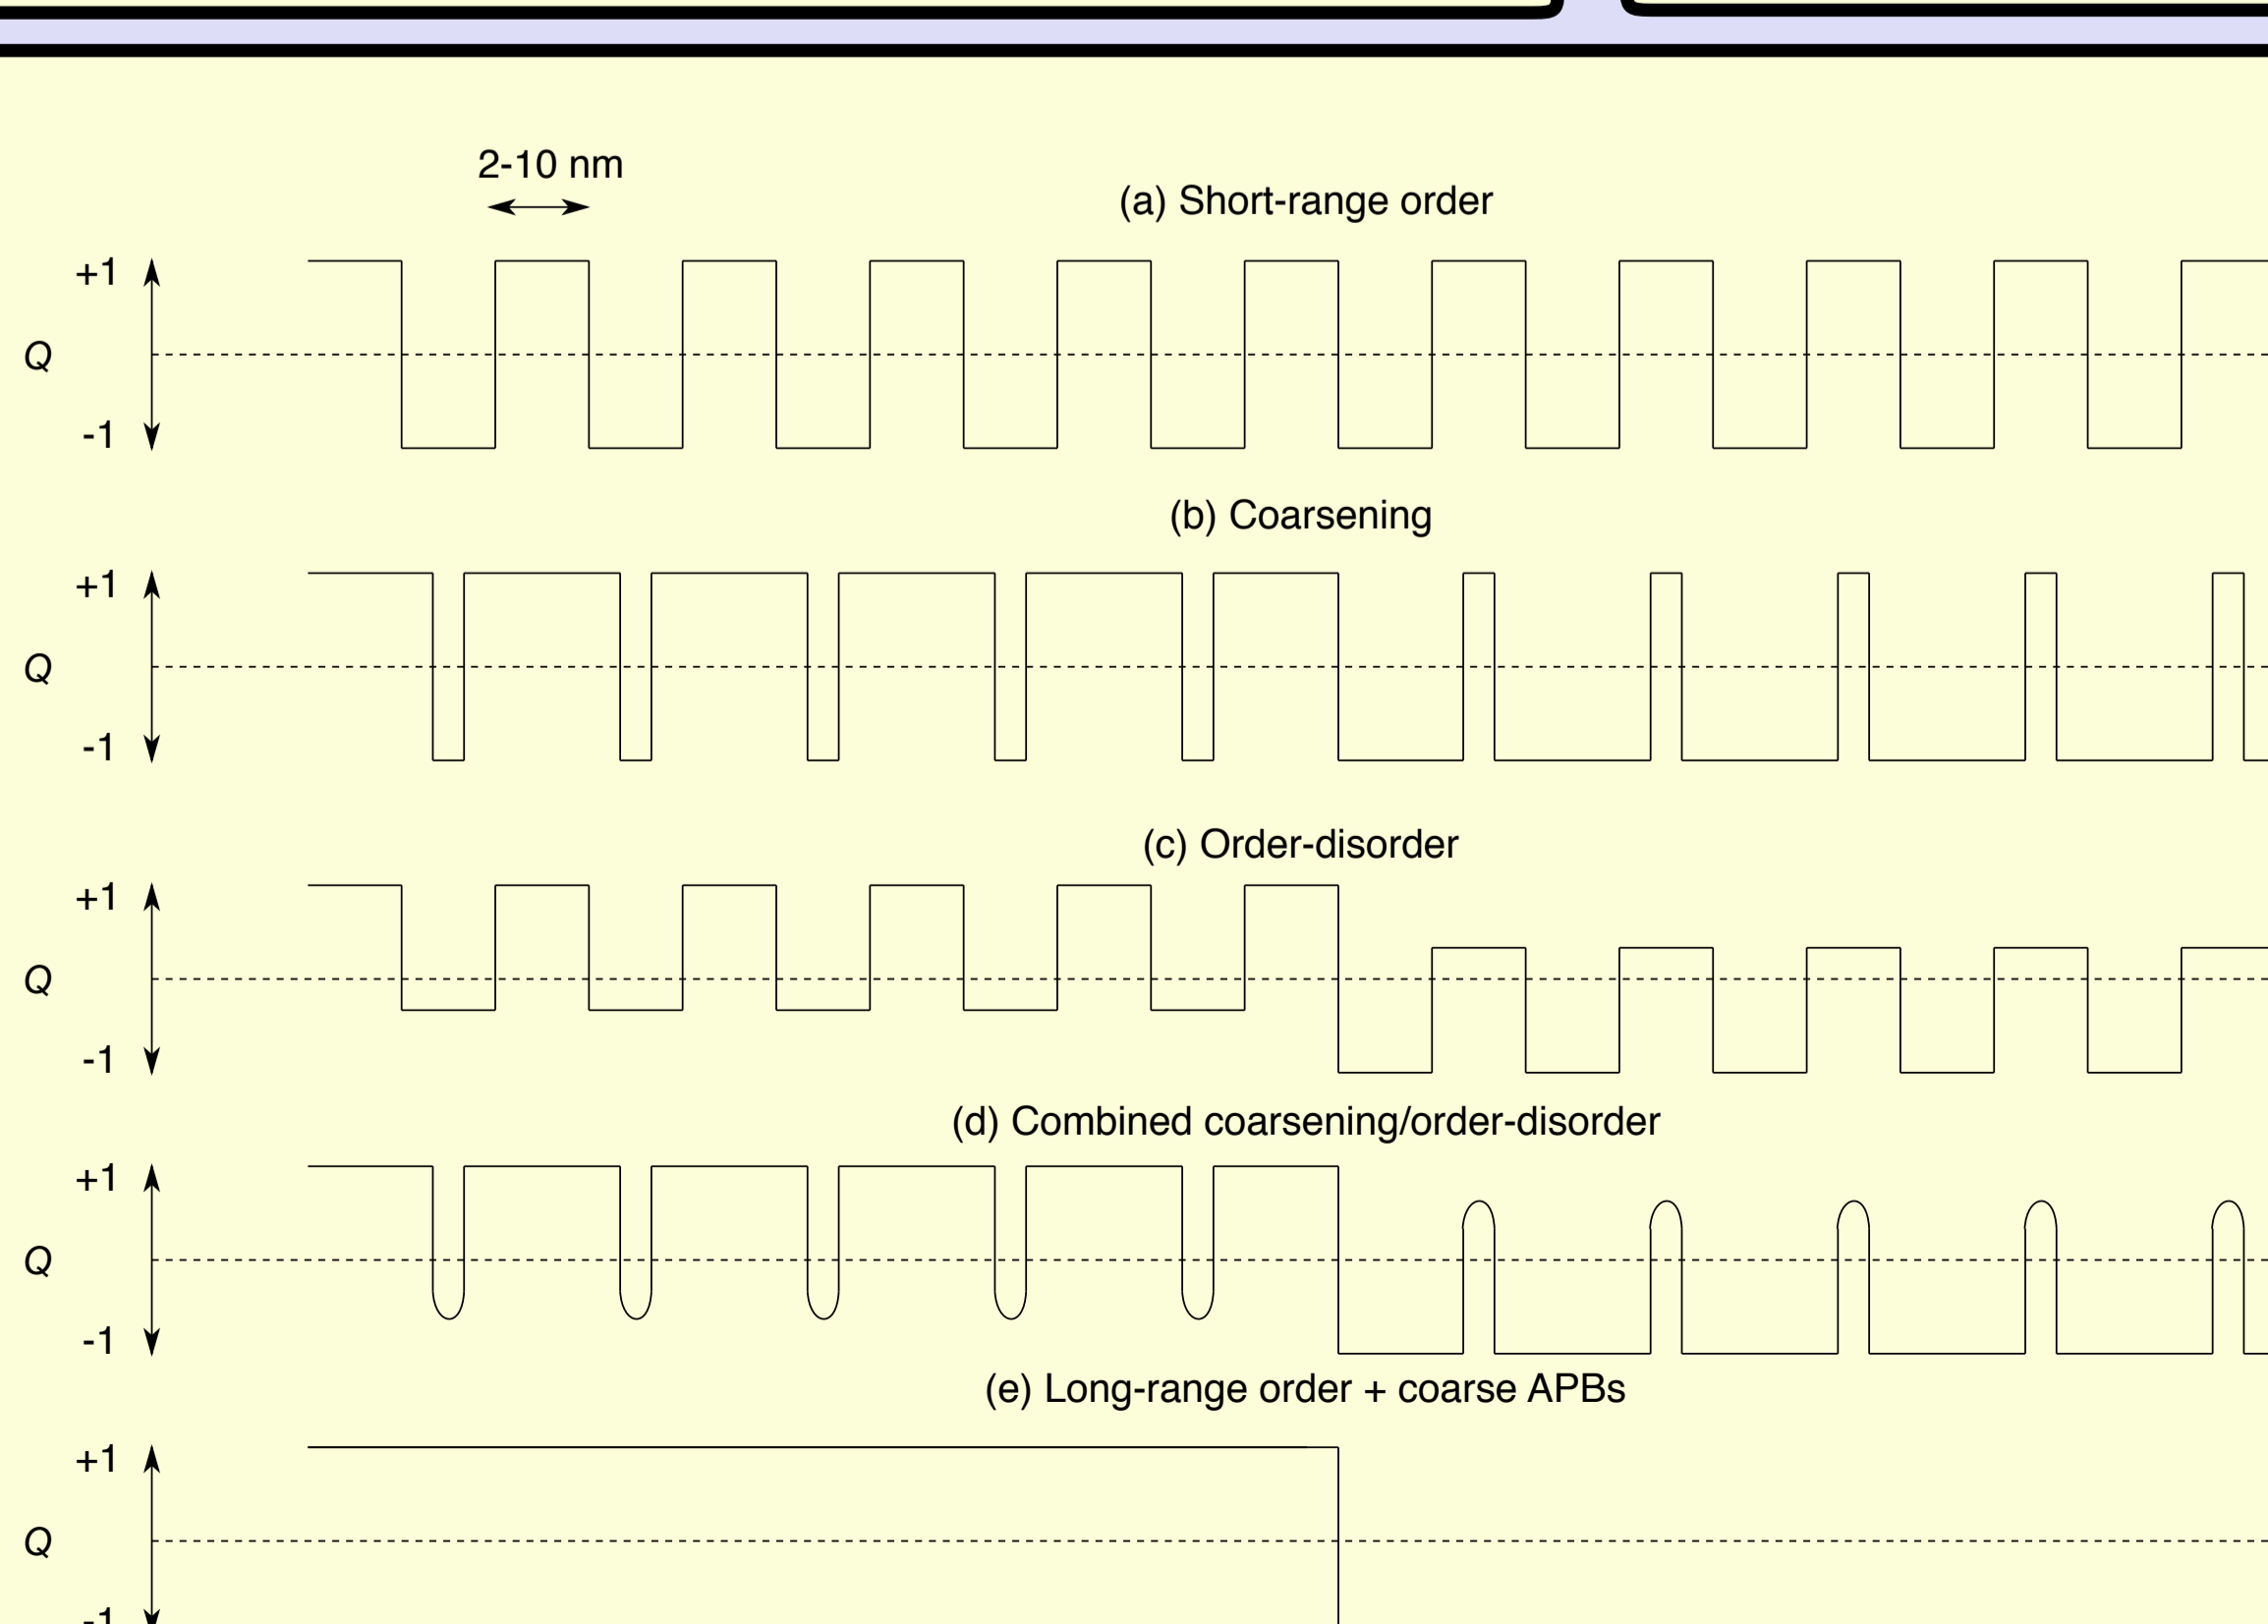 2-10 nm
(a) Short-range order
+1
Q
-1
(b) Coarsening
+1
Q
-1
(c) Order-disorder
+1
Q
-1
(d) Combined coarsening/order-disorder
+1
Q
-1
(e) Long-range order + coarse APBs
+1
Q
-1